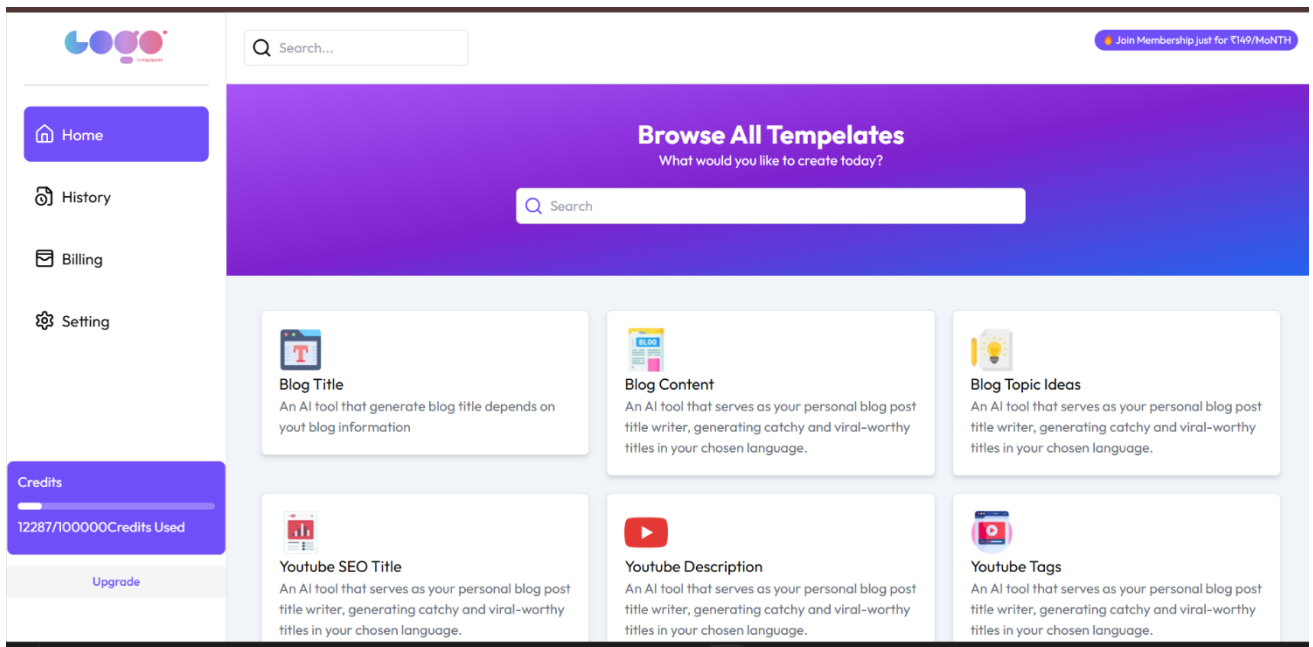 LOGO
Search...
Join Membership just for ₹149/MoNTH
Home
History
Billing
Setting
Credits
12287/100000Credits Used
Upgrade
Browse All Tempelates
What would you like to create today?
Search
T
Blog Title
An AI tool that generate blog title depends on
yout blog information
BLOG
Blog Content
An AI tool that serves as your personal blog post
title writer, generating catchy and viral-worthy
titles in your chosen language.
Blog Topic Ideas
An AI tool that serves as your personal blog post
title writer, generating catchy and viral-worthy
titles in your chosen language.
Youtube SEO Title
An AI tool that serves as your personal blog post
title writer, generating catchy and viral-worthy
titles in your chosen language.
Youtube Description
An AI tool that serves as your personal blog post
title writer, generating catchy and viral-worthy
titles in your chosen language.
Youtube Tags
An AI tool that serves as your personal blog post
title writer, generating catchy and viral-worthy
titles in your chosen language.